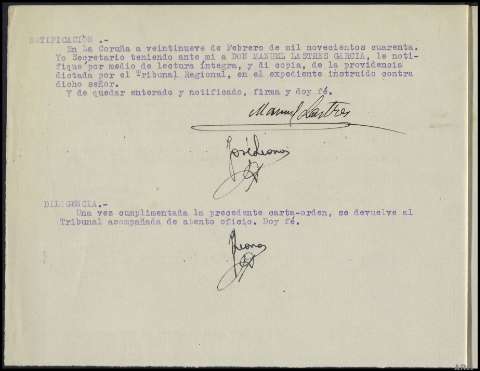 NOTIFICACIÓN .-
En La Coruña a veintinueve de Febrero de mil novecientos cuarenta.
Yo Secretario teniendo ante mi a DON MANUEL LASTRES GARCIA, le noti-
fique por medio de lectura íntegra, y di copia, de la providencia
dictada por el Tribunal Regional, en el expediente instruido contra
dicho señor.
Y de quedar enterado y notificado, firma y doy fé.
Manuel Lastres
DILIGENCIA.-
Una vez cumplimentada la precedente carta-orden, se devuelve al
Tribunal acompañada de atento oficio. Doy fé.